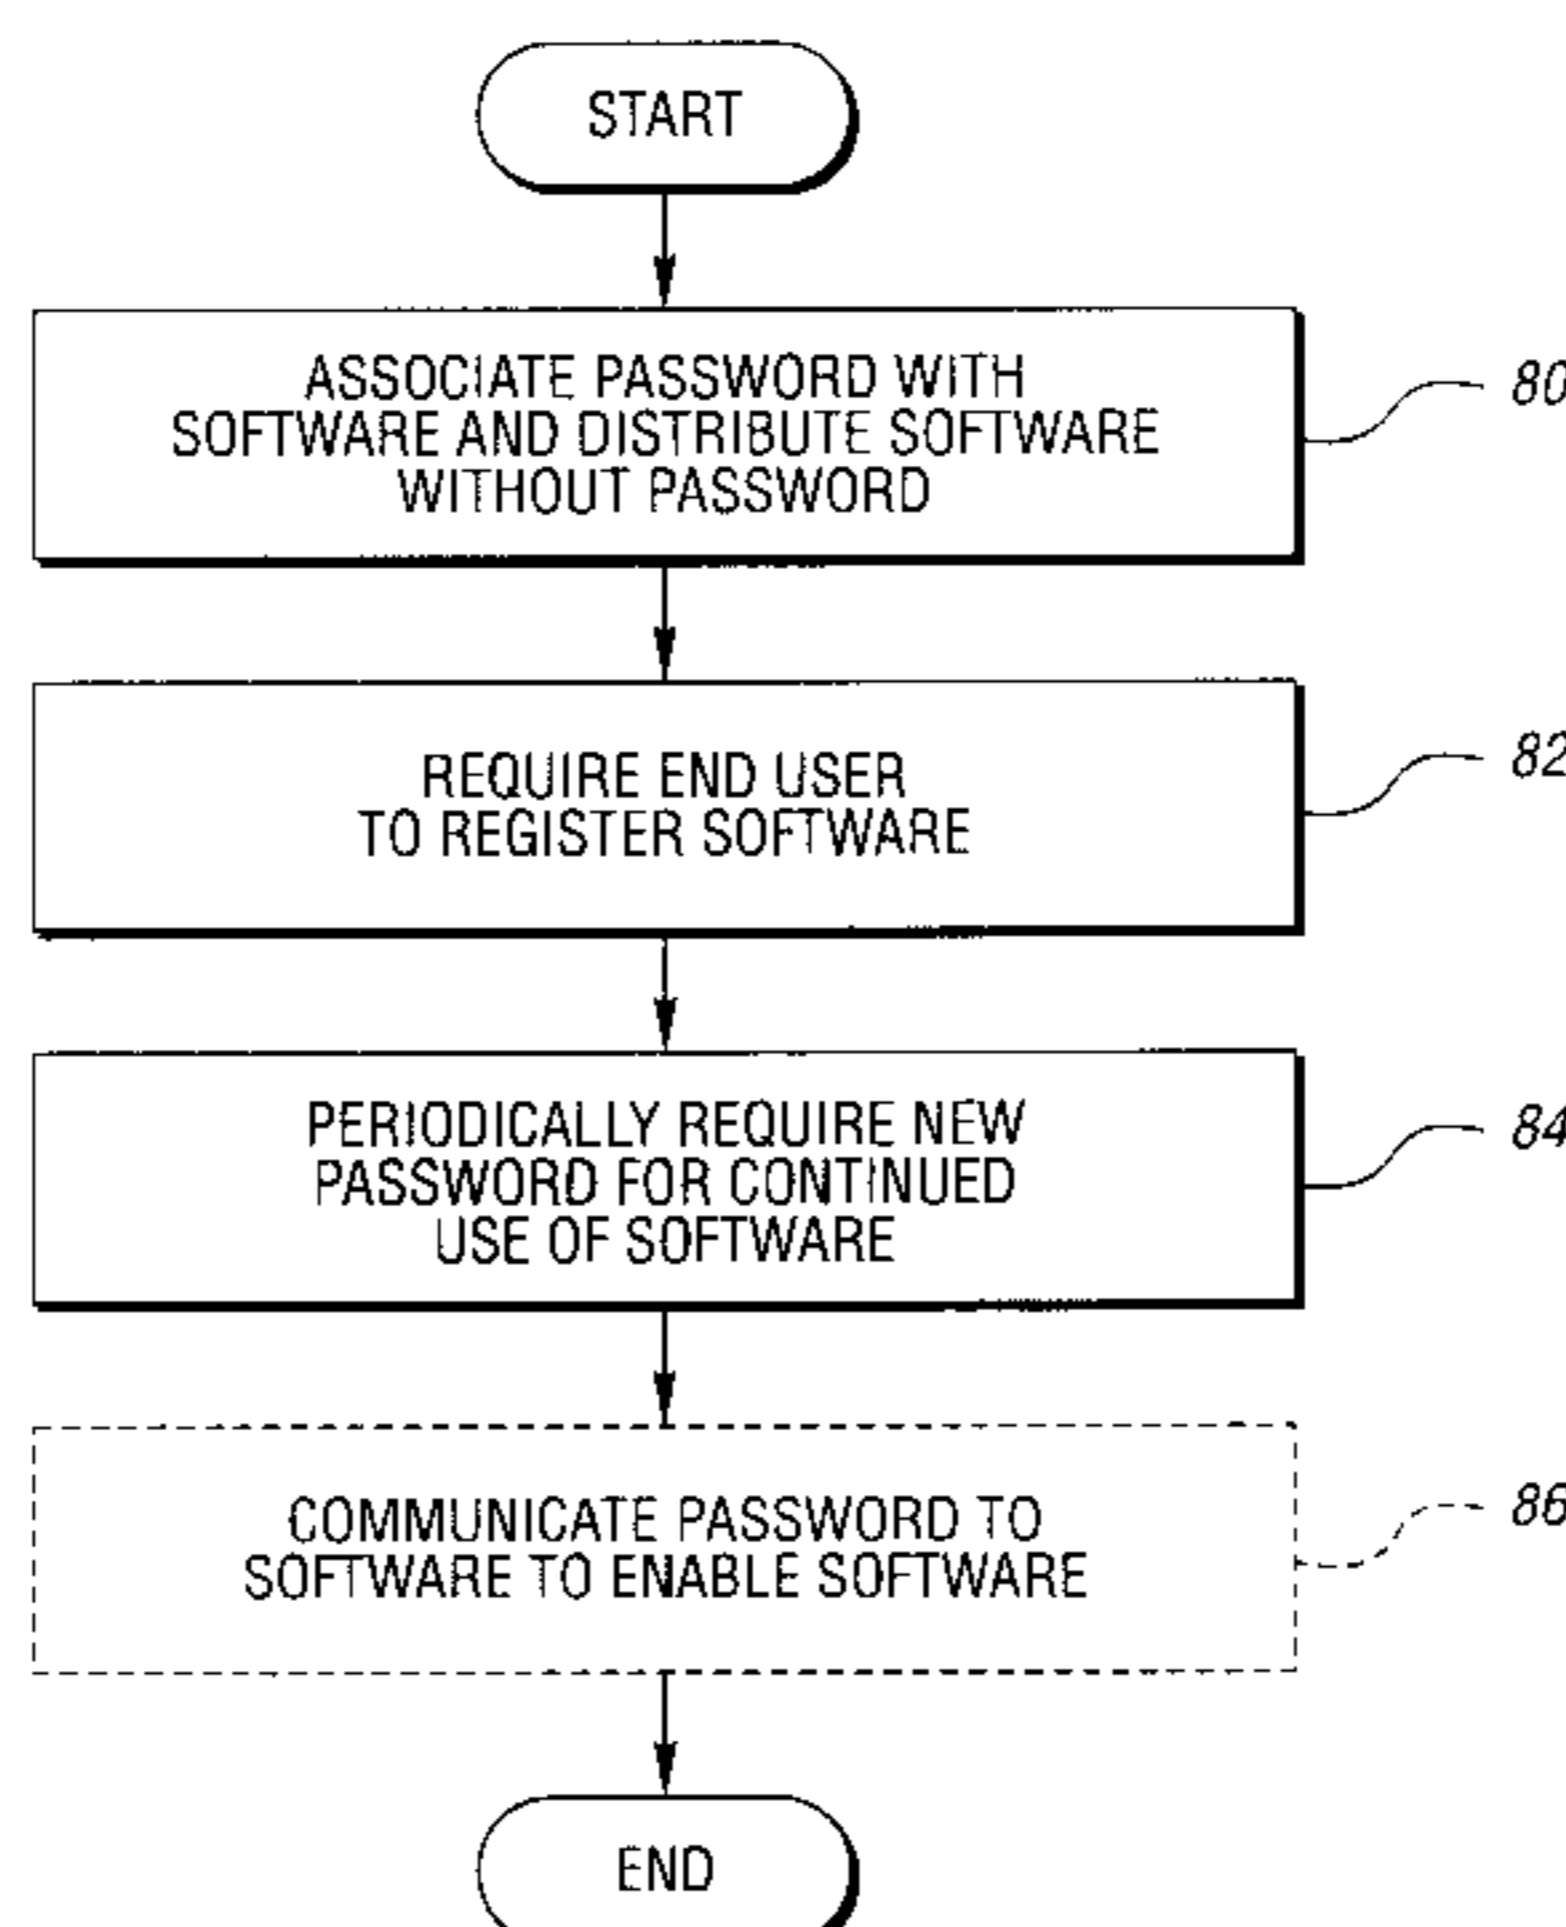 START
ASSOCIATE PASSWORD WITH
SOFTWARE AND DISTRIBUTE SOFTWARE
WITHOUT PASSWORD
80
REQUIRE END USER
TO REGISTER SOFTWARE
82
PERIODICALLY REQUIRE NEW
PASSWORD FOR CONTINUED
USE OF SOFTWARE
84
COMMUNICATE PASSWORD TO
SOFTWARE TO ENABLE SOFTWARE
86
END